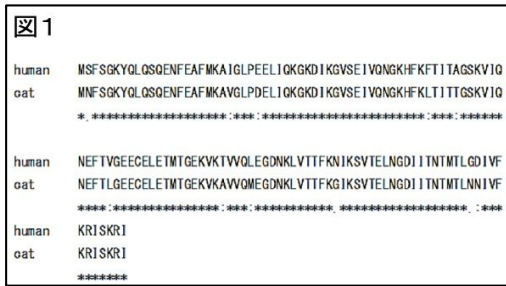 図1
human MSFSGKYQLQSQENFEAFMKAIGLPEELIQKGKDIKGVSEIVQNGKHFKFTITAGSKVIQ
cat MNFSGKYQLQSQENFEAFMKAVGLPDELIQKGKDIKGVSEIVQNGKHFKLTITTGSKVIQ
*.*******************:***:***********************:***:******
human NEFTVGEECELETMTGEKVKTVVQLEGDNKLVTTFKNIKSVTELNGDIITNTMTLGDIVF
cat NEFTLGEECELETMTGEKVKAVVQMEGDNKLVTTFKGIKSVTELNGDIITNTMTLNNIVF
****:***************:***:***********.******************.:***
human KRISKRI
cat KRISKRI
*******